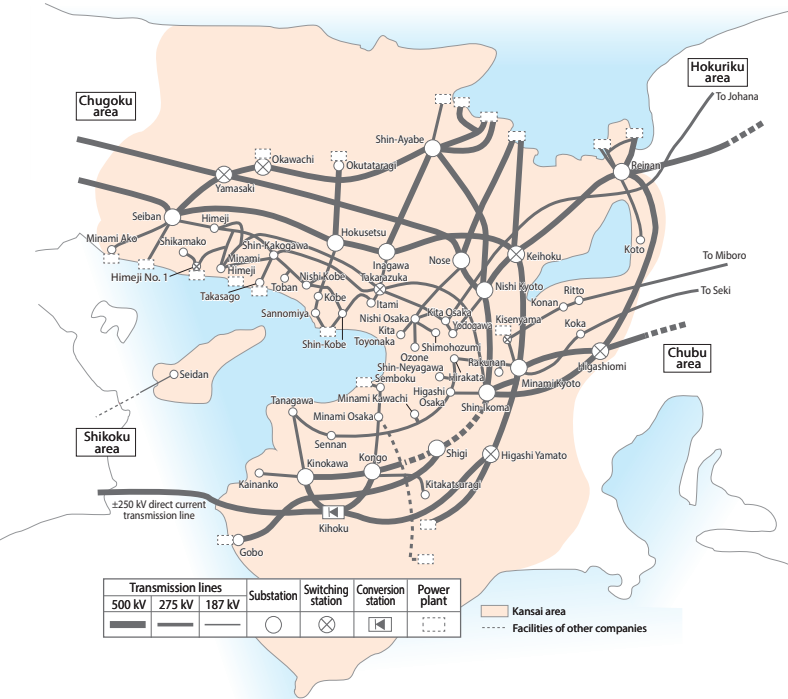 Hokuriku
area
To Johana
Chugoku
area
Shin-Ayabe
Okawachi
Okutataragi
Reinan
Yamasaki
Seiban
Himeji
Hokusetsu
Minami Ako
Shikamako
Shin-Kakogawa
Inagawa
Nose
Keihoku
Koto
Himeji No. 1
Minami
Himeji
Takarazuka
To Miboro
Takasago
Toban
Nishi-Kobe
Kobe
Itami
Nishi Kyoto
Ritto
Konan
To Seki
Sannomiya
Nishi Osaka
Kita Osaka
Kisenyama
Koka
Kita
Toyonaka
Yodogawa
Shin-Kobe
Shimohozumi
Ozone
Rakunan
Higashiomi
Chubu
area
Shin-Neyagawa
Seidan
Semboku
Hirakata
Minami Kyoto
Tanagawa
Minami Kawachi
Higashi
Osaka
Shin-Ikoma
Minami Osaka
Shikoku
area
Sennan
Kongo
Shigi
Higashi Yamato
Kinokawa
Kainanko
Kitakatsuragi
±250 kV direct current
transmission line
Kihoku
Gobo
Transmission lines
500 kV
275 kV
187 kV
Substation
Switching
station
Conversion
station
Power
plant
Kansai area
Facilities of other companies